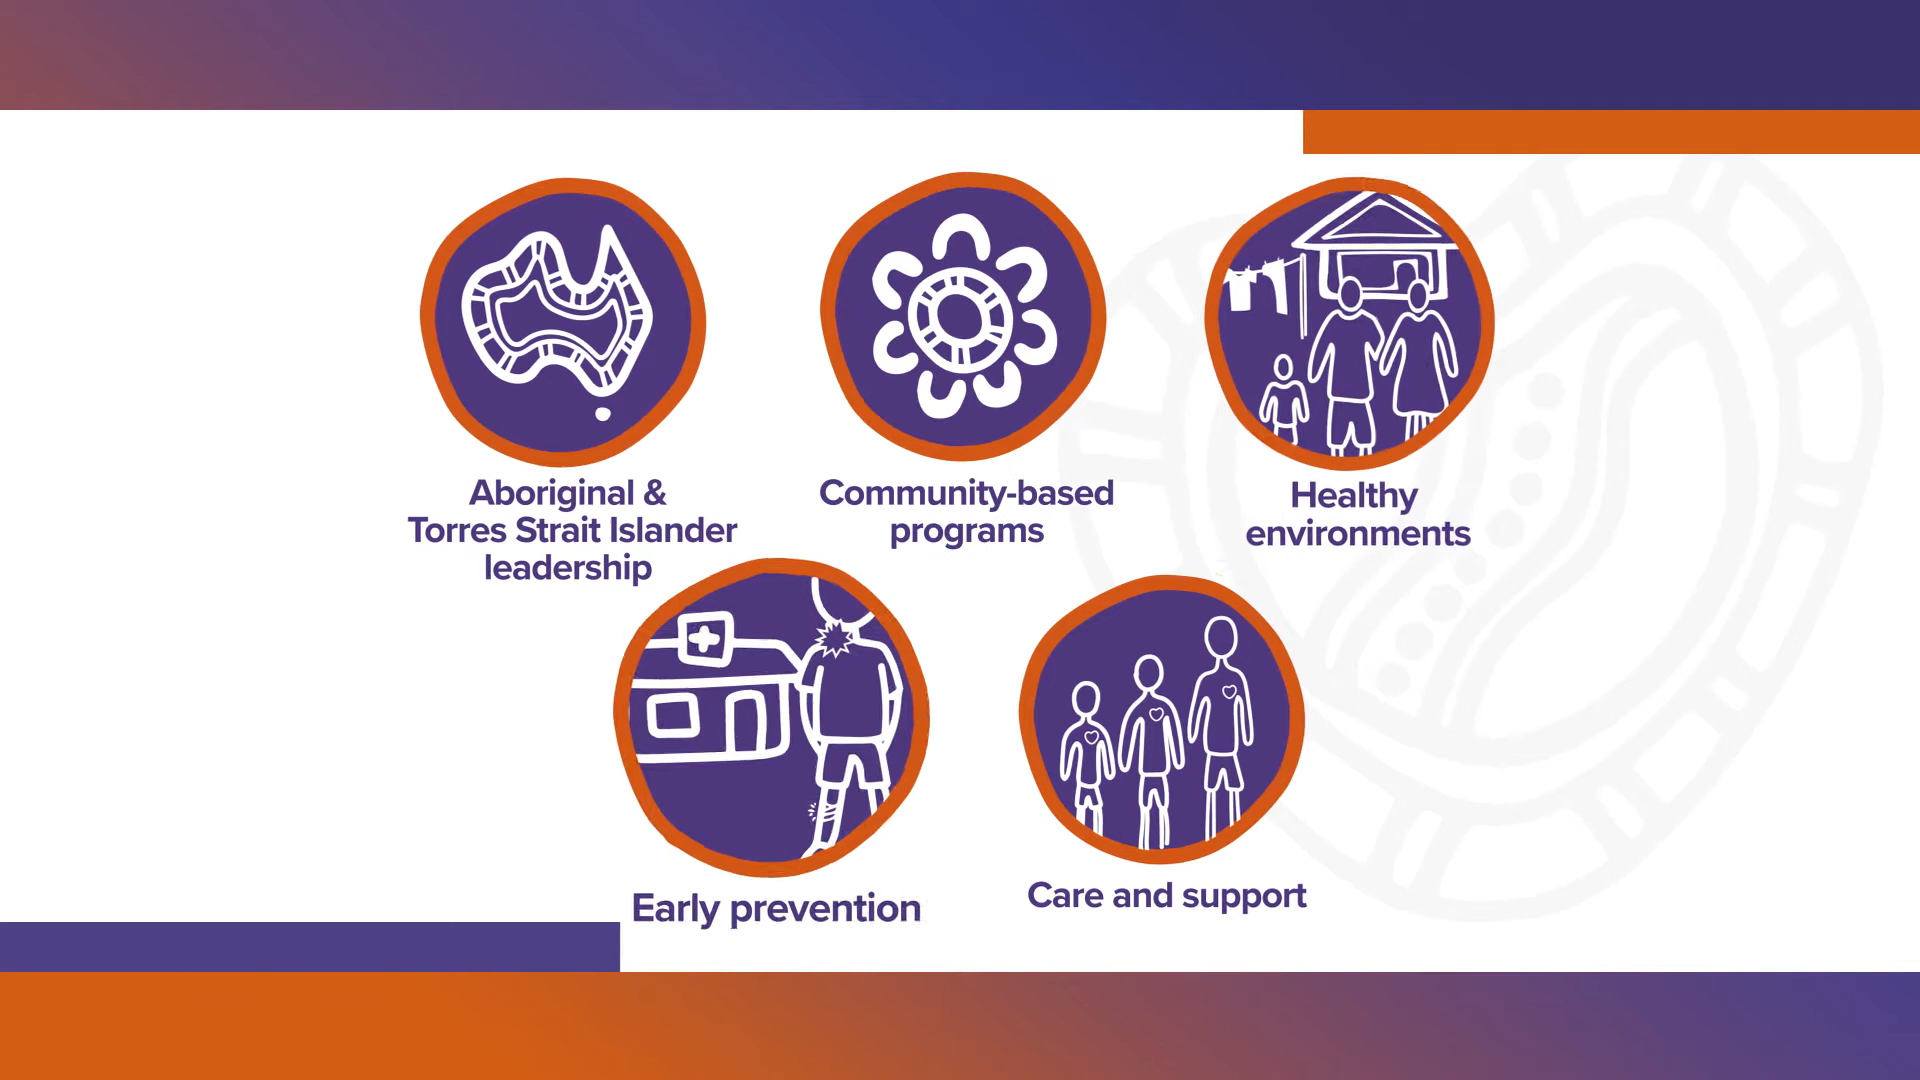 Aboriginal &
Torres Strait Islander
leadership
Community-based
programs
Healthy
environments
Early prevention
Care and support